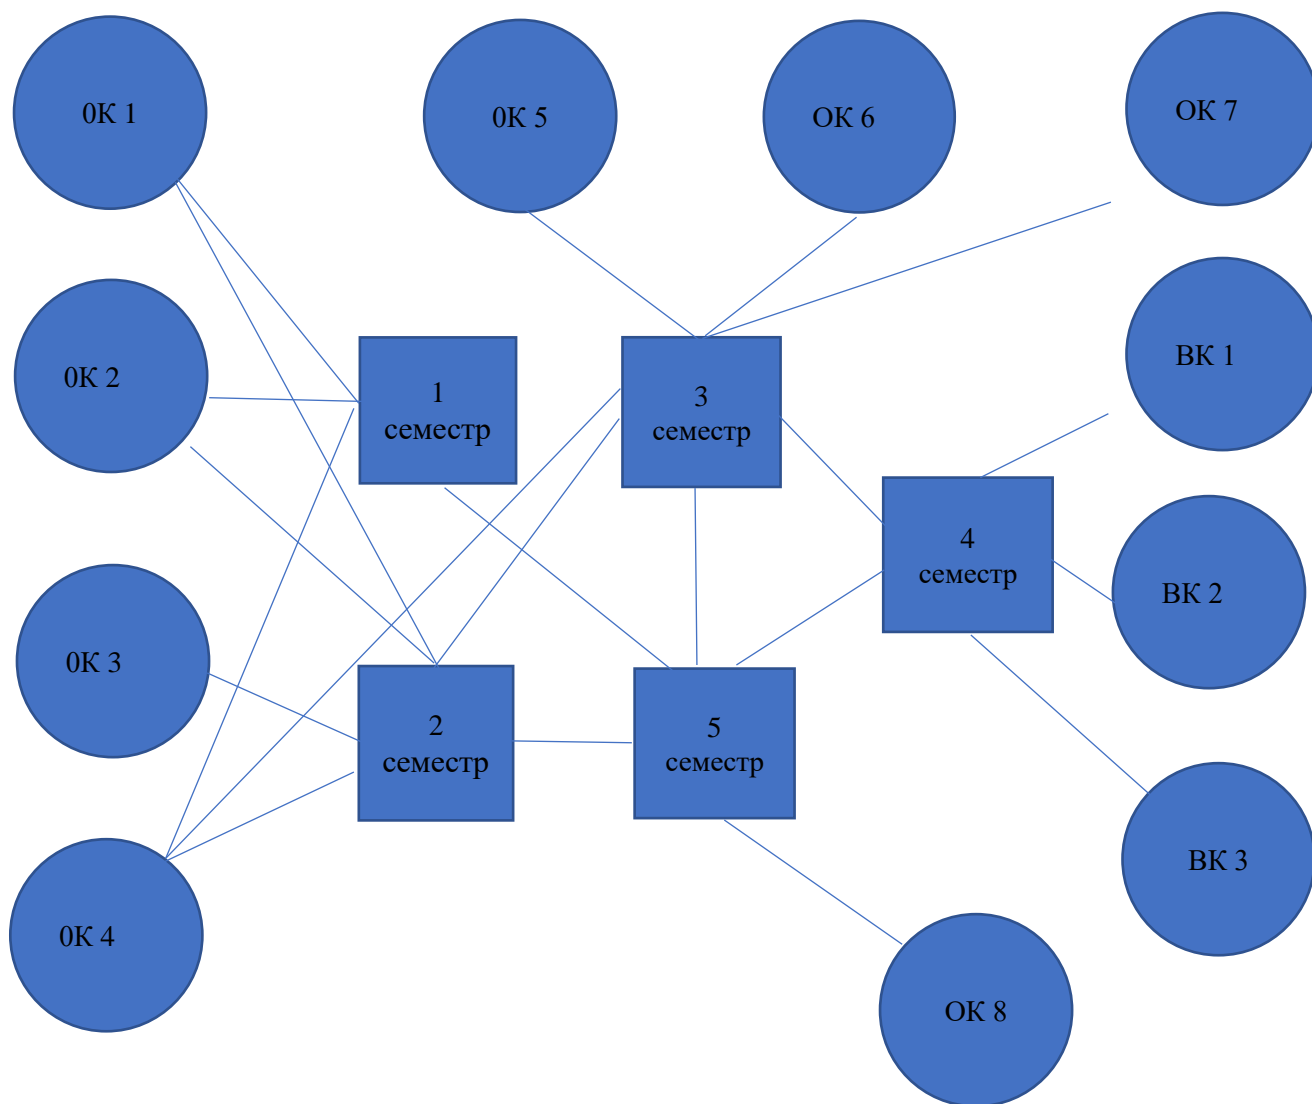 0К 1
0К 5
ОК 6
ОК 7
0К 2
1
семестр
3
семестр
ВК 1
4
семестр
ВК 2
0К 3
2
семестр
5
семестр
ВК 3
0К 4
ОК 8